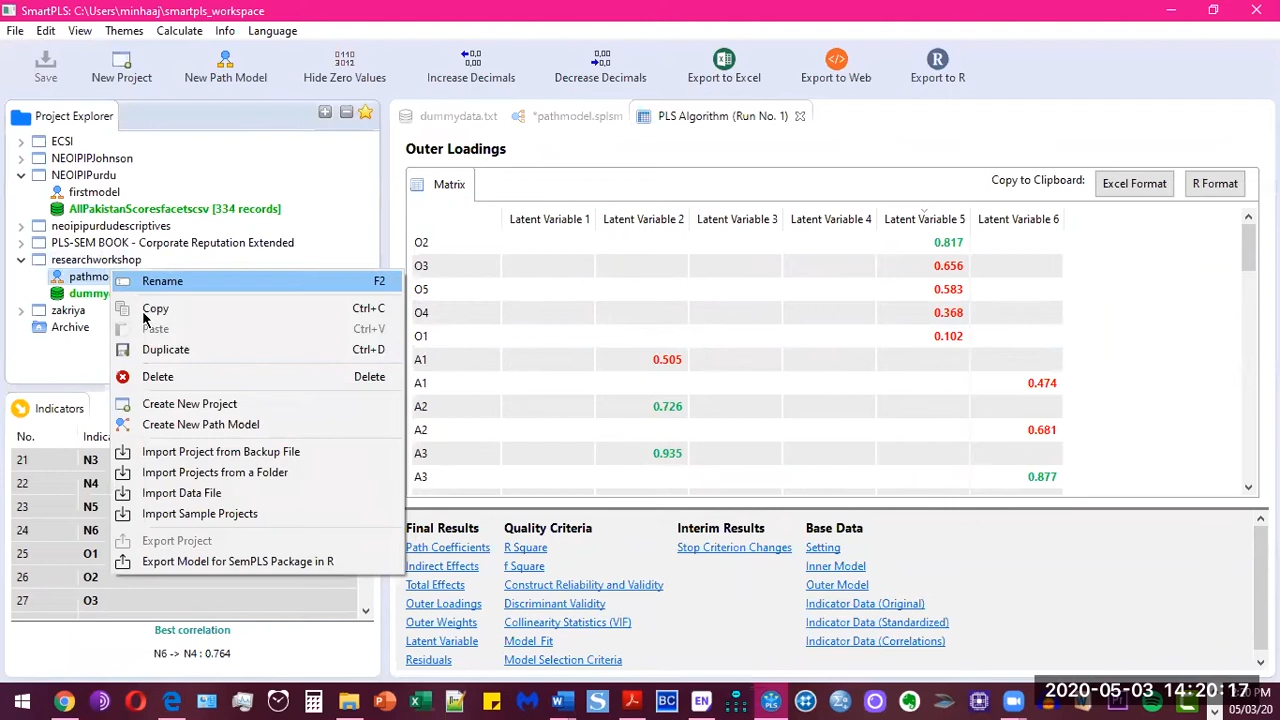 SmartPLS: C:\Users\minhaaj\smartpls_workspace
File Edit View Themes Calculate Info Language
Save New Project New Path Model Hide Zero Values Increase Decimals Decrease Decimals Export to Excel Export to Web Export to R
Project Explorer
ECSI
NEOIPIPJohnson
NEOIPIPurdu
firstmodel
AllPakistanScoresfacetscsv [334 records]
neoipipurdudescriptives
PLS-SEM BOOK - Corporate Reputation Extended
researchworkshop
pathmo
dummy
zakriya
Archive
Rename F2
Copy Ctrl+C
Paste Ctrl+V
Duplicate Ctrl+D
Delete Delete
Create New Project
Create New Path Model
Import Project from Backup File
Import Projects from a Folder
Import Data File
Import Sample Projects
Export Project
Export Model for SemPLS Package in R
Indicators
No. Indic
21 N3
22 N4
23 N5
24 N6
25 O1
26 O2
27 O3
Best correlation
N6 -> N4 : 0.764
dummydata.txt *pathmodel.splsm PLS Algorithm (Run No. 1)
Outer Loadings
Matrix Copy to Clipboard: Excel Format R Format
Latent Variable 1 Latent Variable 2 Latent Variable 3 Latent Variable 4 Latent Variable 5 Latent Variable 6
O2 0.817
O3 0.656
O5 0.583
O4 0.368
O1 0.102
A1 0.505
A1 0.474
A2 0.726
A2 0.681
A3 0.935
A3 0.877
Final Results Quality Criteria Interim Results Base Data
Path Coefficients R Square Stop Criterion Changes Setting
Indirect Effects f Square Inner Model
Total Effects Construct Reliability and Validity Outer Model
Outer Loadings Discriminant Validity Indicator Data (Original)
Outer Weights Collinearity Statistics (VIF) Indicator Data (Standardized)
Latent Variable Model_Fit Indicator Data (Correlations)
Residuals Model Selection Criteria
BC EN PLS
2020-05-03 14:20:17
05/03/20